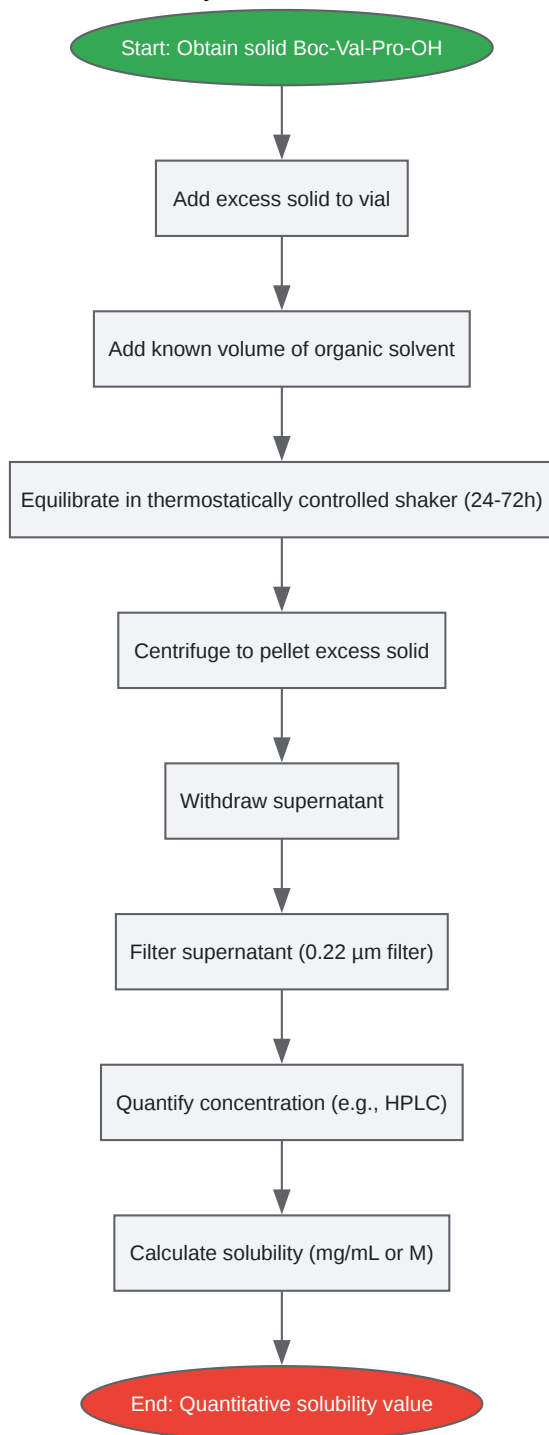 Start: Obtain solid Boc-Val-Pro-OH
Add excess solid to vial
Add known volume of organic solvent
Equilibrate in thermostatically controlled shaker (24-72h)
Centrifuge to pellet excess solid
Withdraw supernatant
Filter supernatant (0.22 µm filter)
Quantify concentration (e.g., HPLC)
Calculate solubility (mg/mL or M)
End: Quantitative solubility value